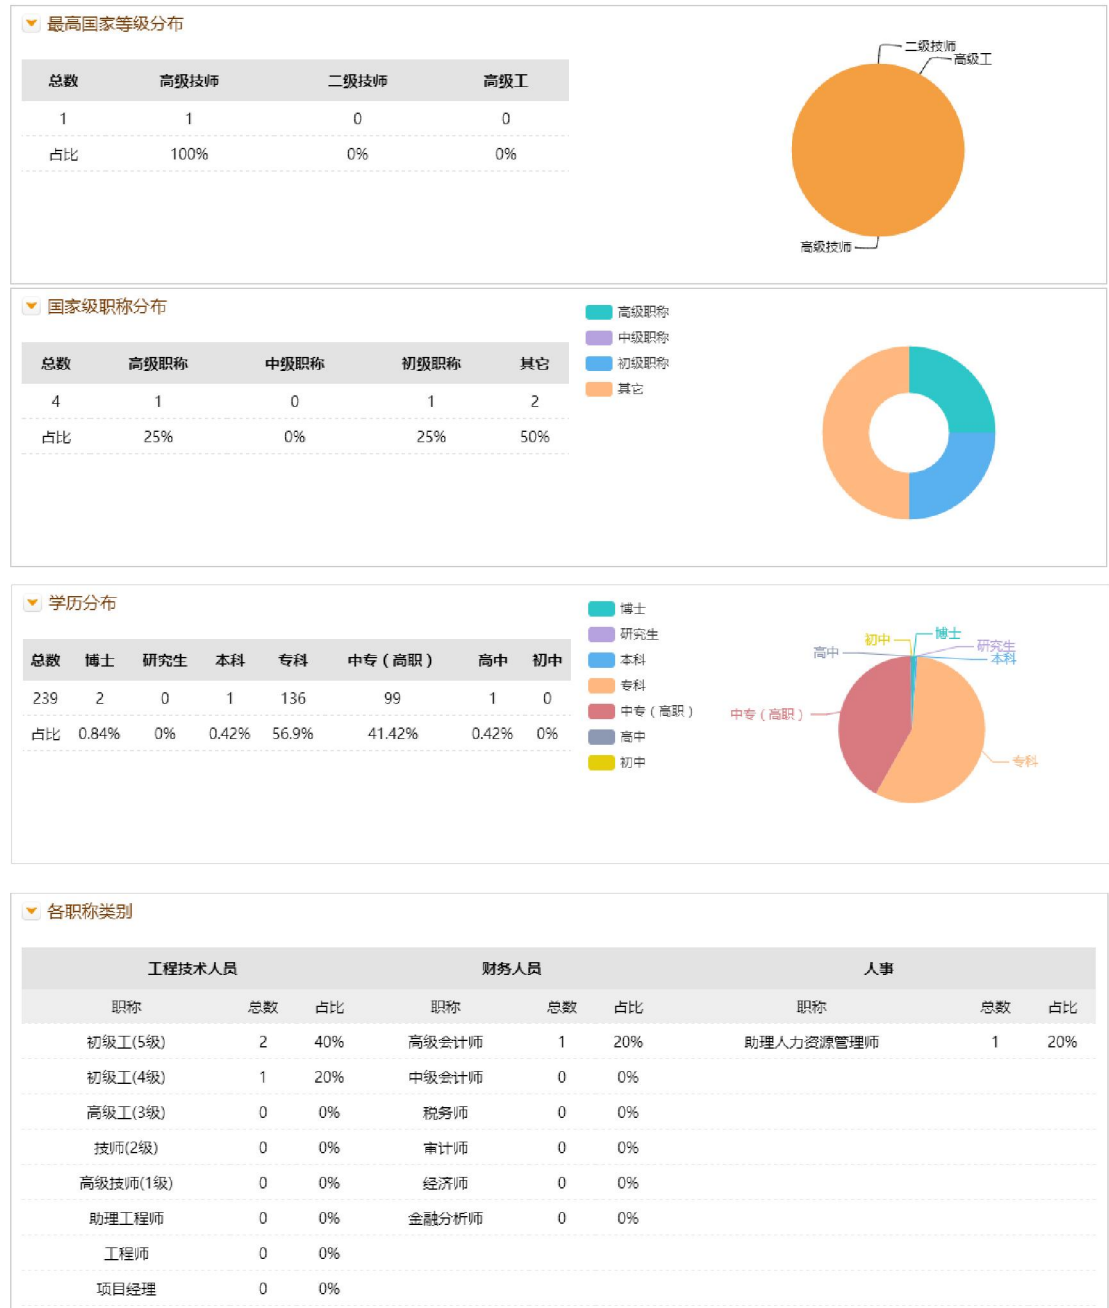 最高国家等级分布
总数 高级技师 二级技师 高级工
1 1 0 0
占比 100% 0% 0%
二级技师
高级工
高级技师
国家级职称分布
总数 高级职称 中级职称 初级职称 其它
4 1 0 1 2
占比 25% 0% 25% 50%
高级职称
中级职称
初级职称
其它
学历分布
总数 博士 研究生 本科 专科 中专（高职） 高中 初中
239 2 0 1 136 99 1 0
占比 0.84% 0% 0.42% 56.9% 41.42% 0.42% 0%
博士
研究生
本科
专科
中专（高职）
高中
初中
初中
博士
高中
研究生
本科
中专（高职）
专科
各职称类别
工程技术人员 财务人员 人事
职称 总数 占比 职称 总数 占比 职称 总数 占比
初级工(5级) 2 40% 高级会计师 1 20% 助理人力资源管理师 1 20%
初级工(4级) 1 20% 中级会计师 0 0%
高级工(3级) 0 0% 税务师 0 0%
技师(2级) 0 0% 审计师 0 0%
高级技师(1级) 0 0% 经济师 0 0%
助理工程师 0 0% 金融分析师 0 0%
工程师 0 0%
项目经理 0 0%